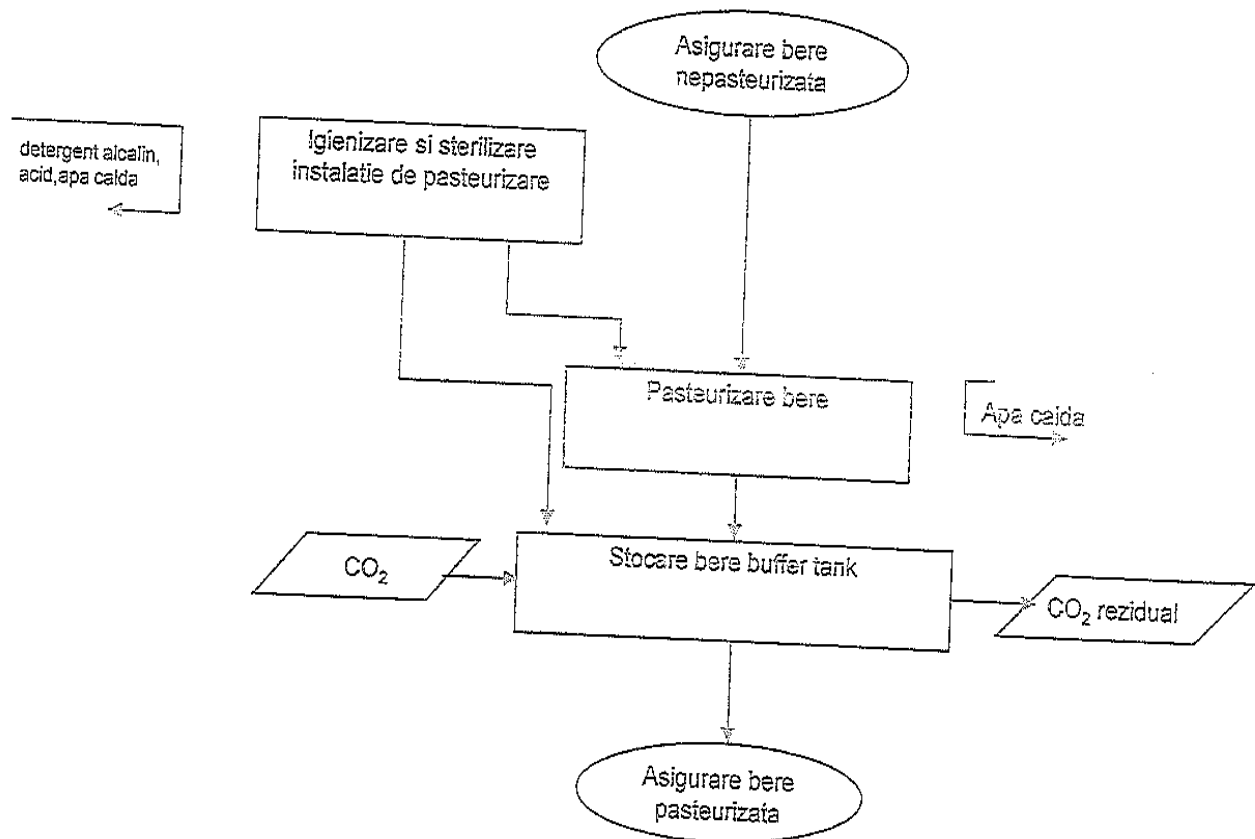 Asigurare bere
nepasteurizata
detergent alcalin,
acid,apa calda
Igienizare si sterilizare
instalatie de pasteurizare
Pasteurizare bere
Apa calda
CO₂
Stocare bere buffer tank
CO₂ rezidual
Asigurare bere
pasteurizata